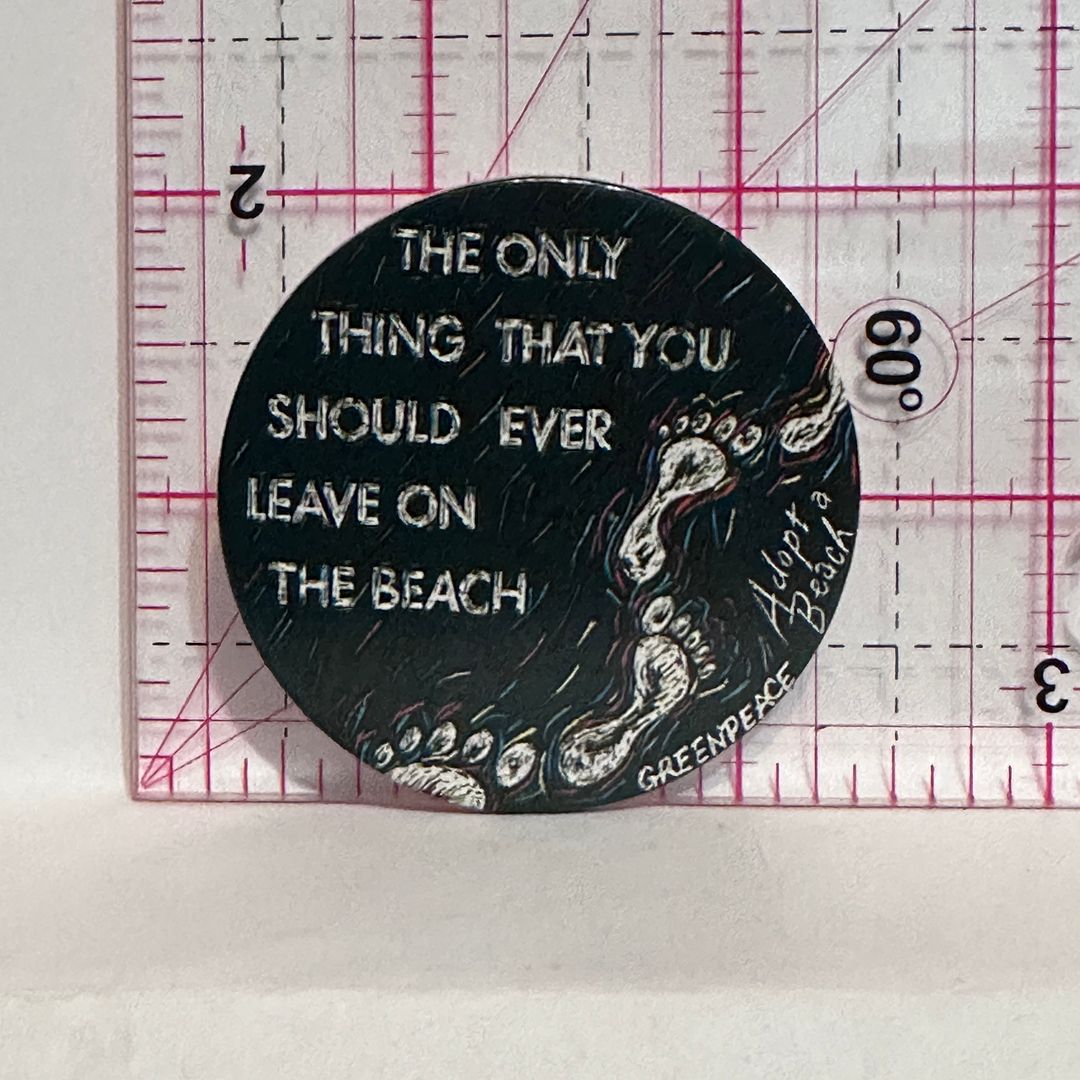 2
THE ONLY
THING THAT YOU
SHOULD EVER
LEAVE ON
THE BEACH
60°
Adopt a
Beach
GREENPEACE
3